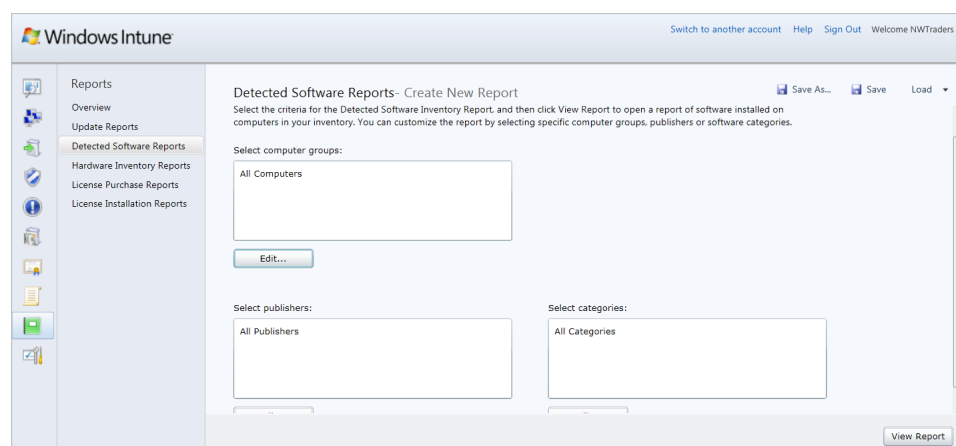 Windows Intune
Switch to another account Help Sign Out Welcome NWTraders
Reports
Overview
Update Reports
Detected Software Reports
Hardware Inventory Reports
License Purchase Reports
License Installation Reports
Detected Software Reports- Create New Report
Save As... Save Load
Select the criteria for the Detected Software Inventory Report, and then click View Report to open a report of software installed on
computers in your inventory. You can customize the report by selecting specific computer groups, publishers or software categories.
Select computer groups:
All Computers
Edit...
Select publishers:
All Publishers
Select categories:
All Categories
View Report